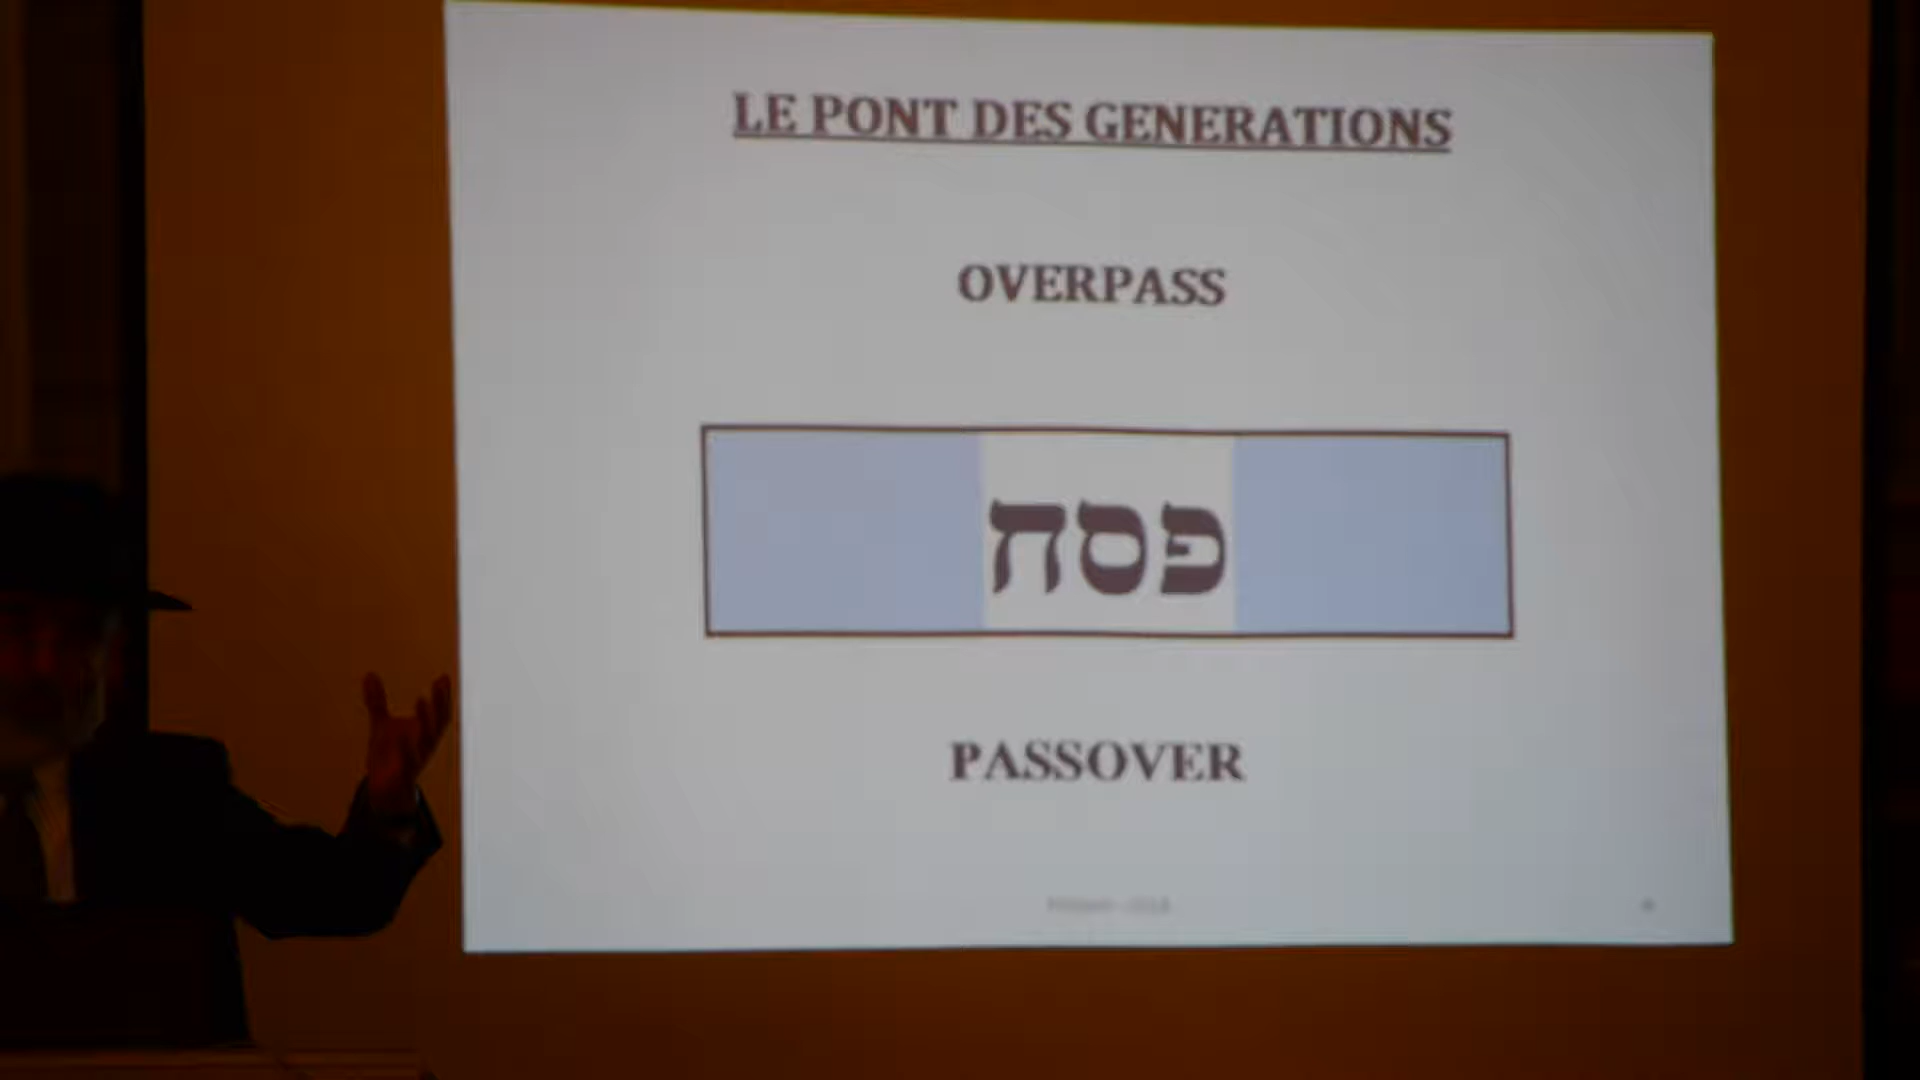 LE PONT DES GENERATIONS
OVERPASS
פסח
PASSOVER